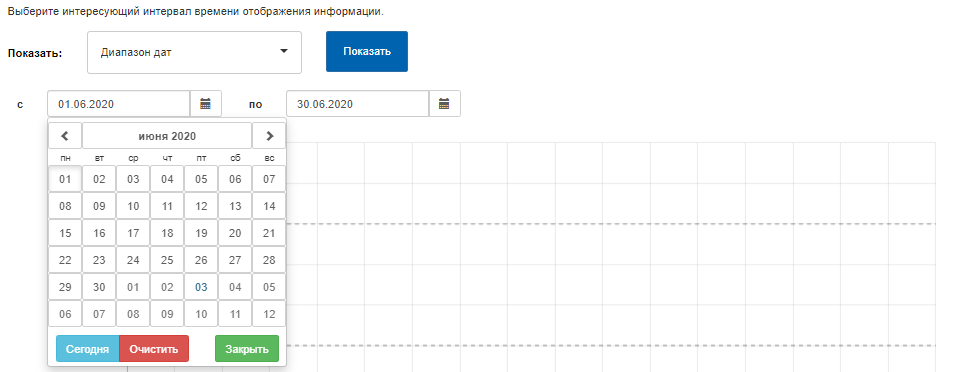 Выберите интересующий интервал времени отображения информации.
Показать: Диапазон дат Показать
с 01.06.2020 по 30.06.2020
июня 2020
пн вт ср чт пт сб вс
01 02 03 04 05 06 07
08 09 10 11 12 13 14
15 16 17 18 19 20 21
22 23 24 25 26 27 28
29 30 01 02 03 04 05
06 07 08 09 10 11 12
Сегодня Очистить Закрыть